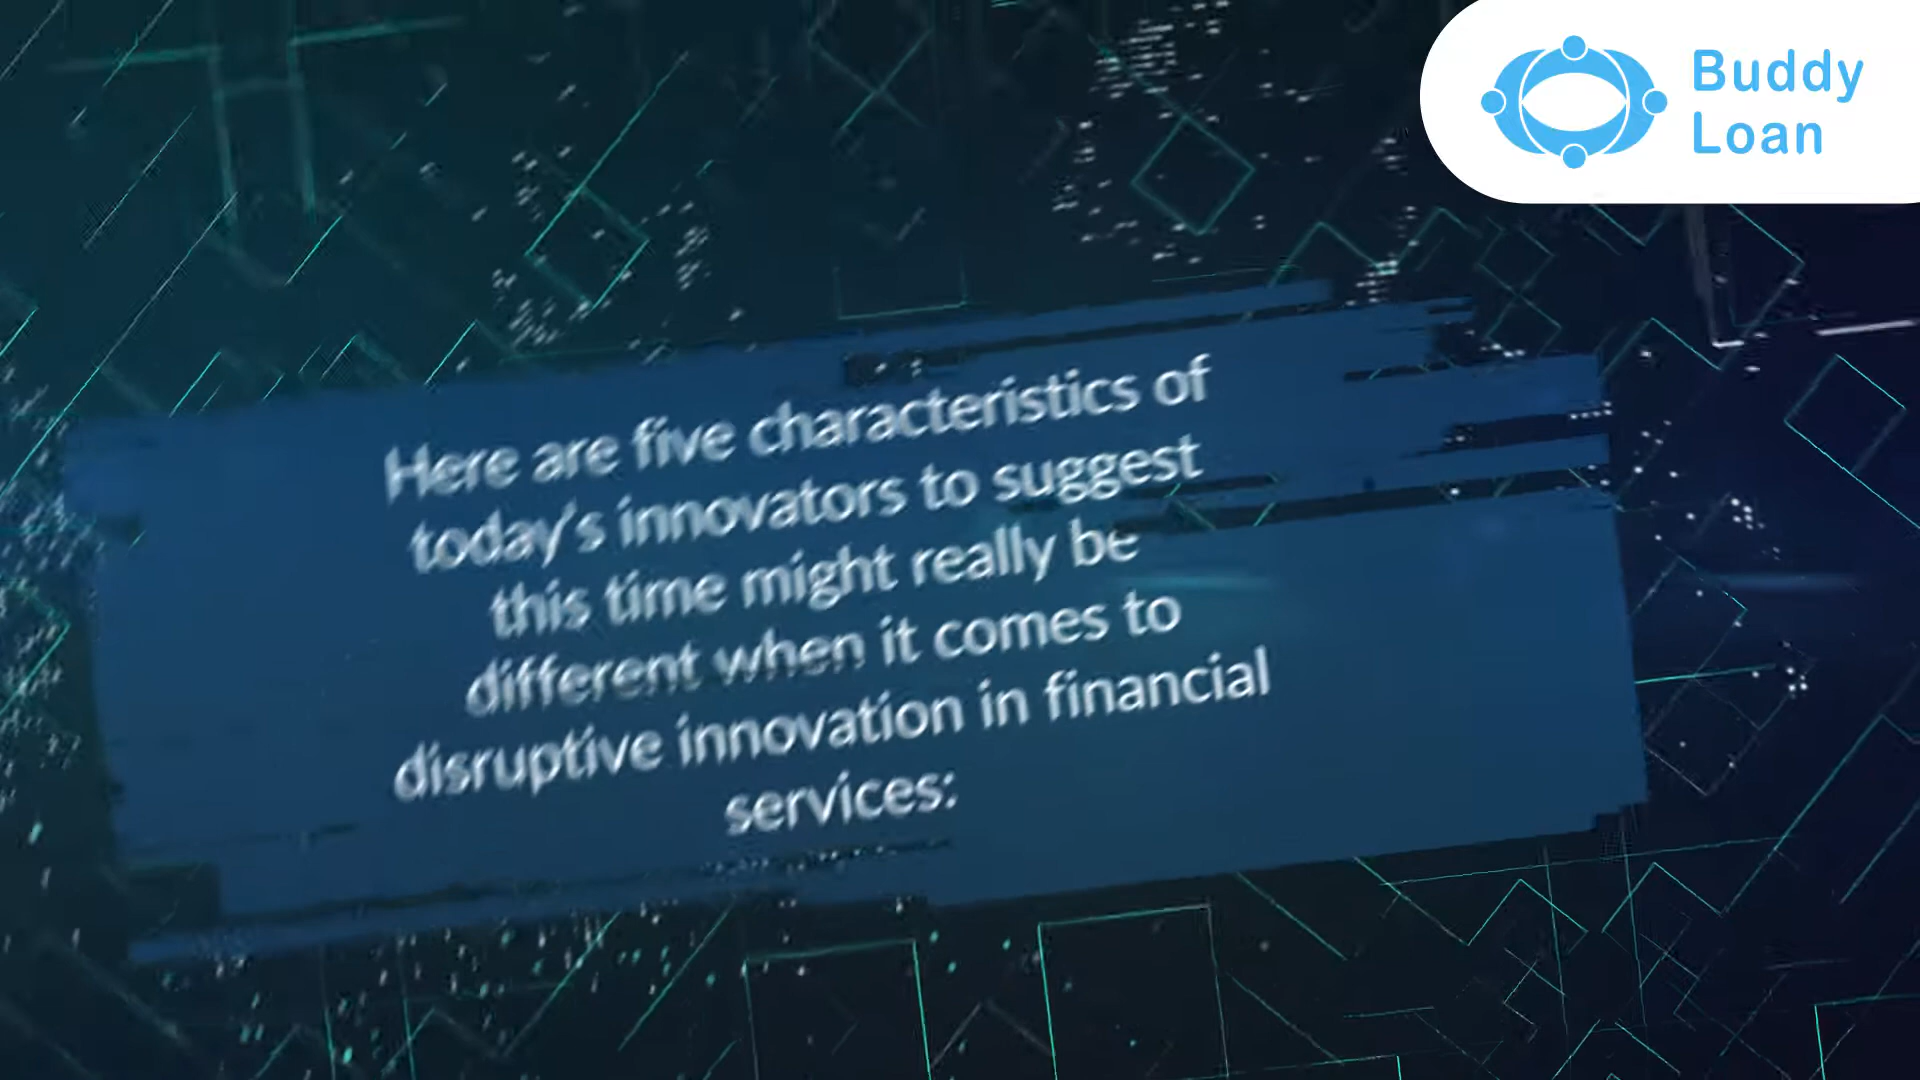 Buddy
Loan
Here are five characteristics of
today's innovators to suggest
this time might really be
different when it comes to
disruptive innovation in financial
services: